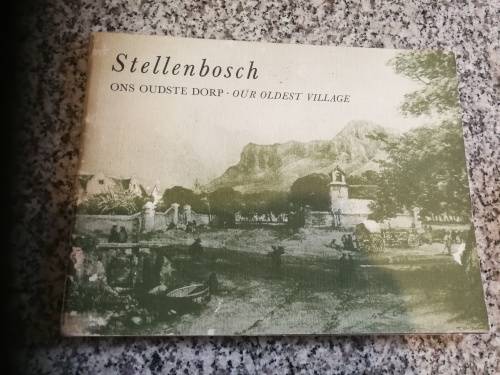 Stellenbosch
ONS OUDSTE DORP - OUR OLDEST VILLAGE